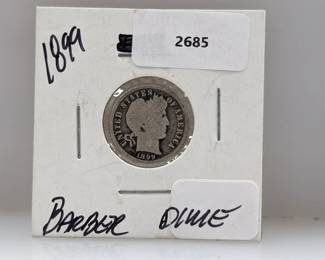 1899
2685
UNITED STATES OF AMERICA
1899
BARBER DIME